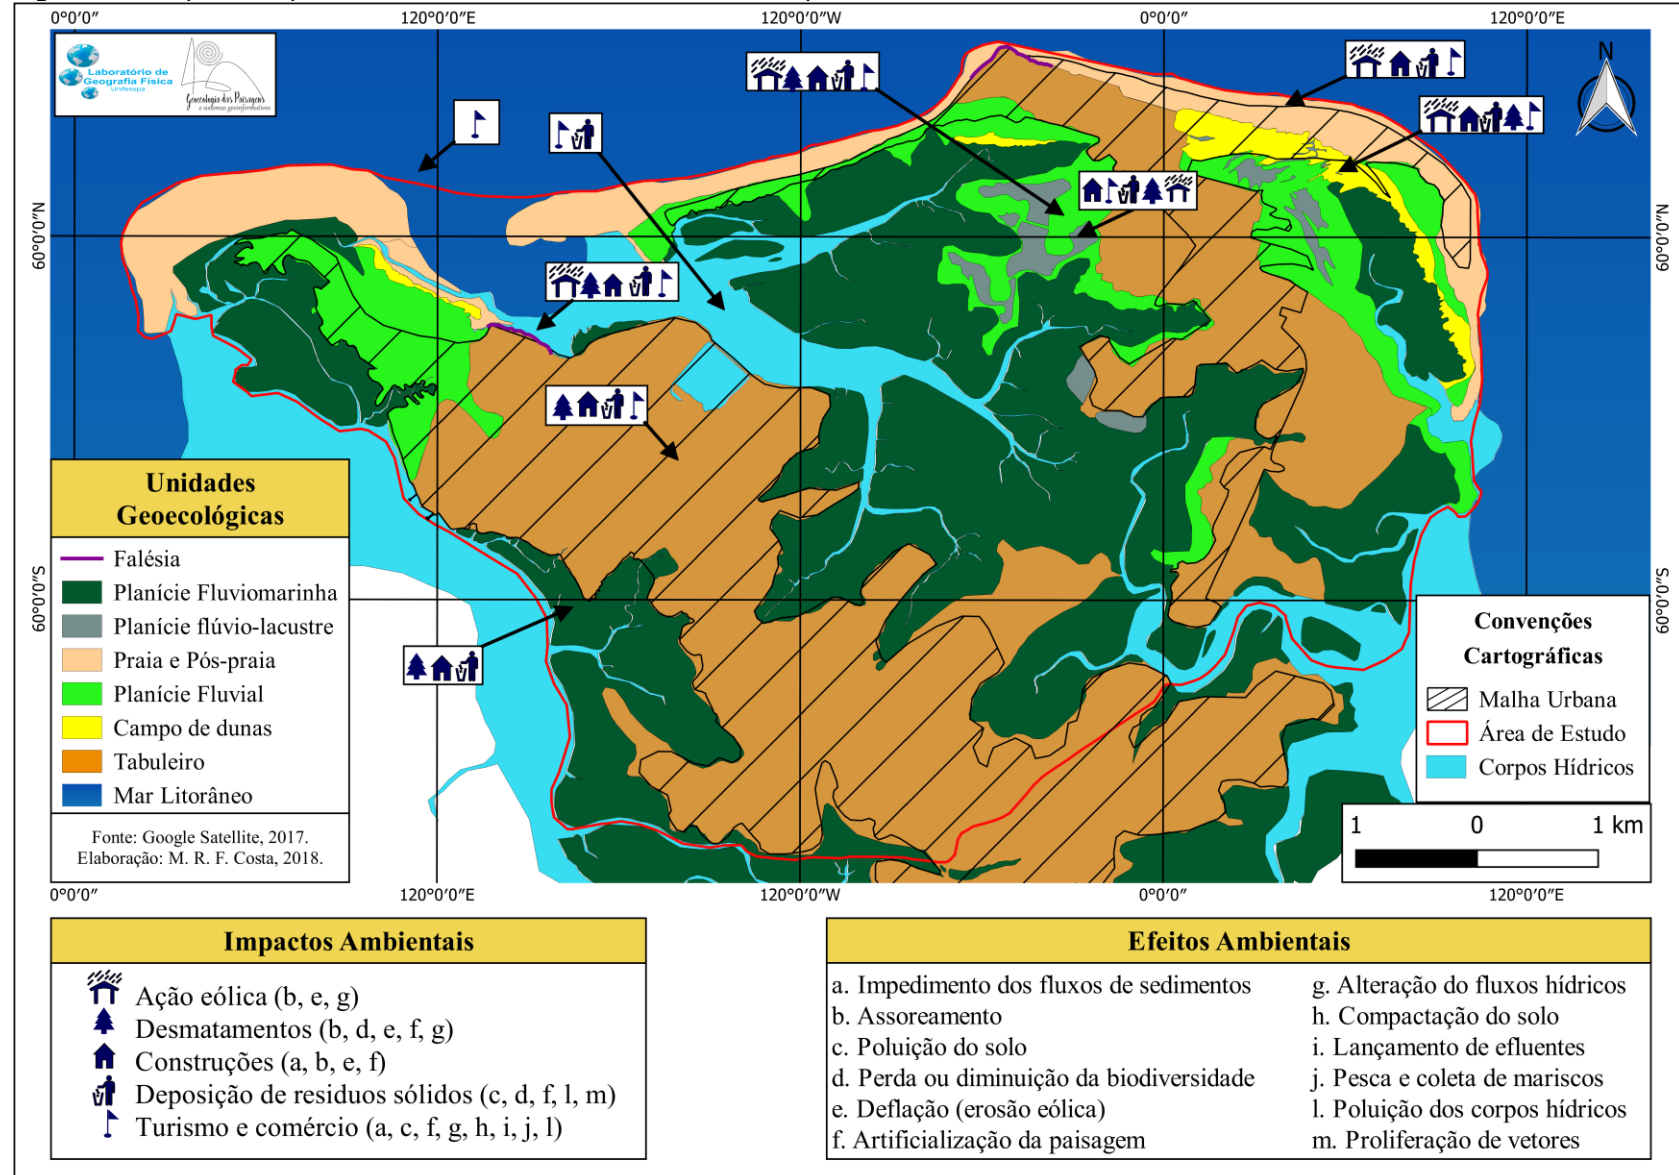 0°0'0"
120°0'0"E
120°0'0"W
0°0'0"
120°0'0"E
Laboratório de
Geografia Física
Unifesspa
Geoecologia das Paisagens
e sistemas geoinformativos
N
60°0'0"N
60°0'0"N
60°0'0"S
60°0'0"S
Unidades
Geoecológicas
Falésia
Planície Fluviomarinha
Planície flúvio-lacustre
Praia e Pós-praia
Planície Fluvial
Campo de dunas
Tabuleiro
Mar Litorâneo
Fonte: Google Satellite, 2017.
Elaboração: M. R. F. Costa, 2018.
Convenções
Cartográficas
Malha Urbana
Área de Estudo
Corpos Hídricos
1 0 1 km
0°0'0"
120°0'0"E
120°0'0"W
0°0'0"
120°0'0"E
Impactos Ambientais
Ação eólica (b, e, g)
Desmatamentos (b, d, e, f, g)
Construções (a, b, e, f)
Deposição de residuos sólidos (c, d, f, l, m)
Turismo e comércio (a, c, f, g, h, i, j, l)
Efeitos Ambientais
a. Impedimento dos fluxos de sedimentos
b. Assoreamento
c. Poluição do solo
d. Perda ou diminuição da biodiversidade
e. Deflação (erosão eólica)
f. Artificialização da paisagem
g. Alteração do fluxos hídricos
h. Compactação do solo
i. Lançamento de efluentes
j. Pesca e coleta de mariscos
l. Poluição dos corpos hídricos
m. Proliferação de vetores